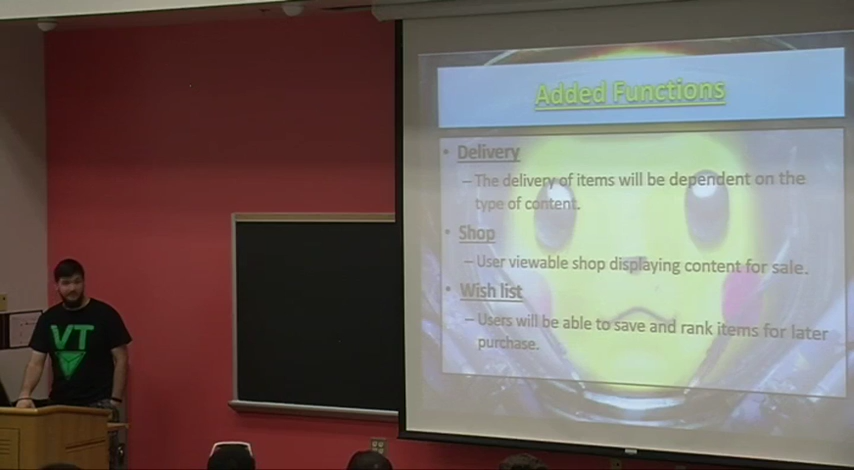 Added Functions
• Delivery
– The delivery of items will be dependent on the
type of content.
• Shop
– User viewable shop displaying content for sale.
• Wish list
– Users will be able to save and rank items for later
purchase.
VT